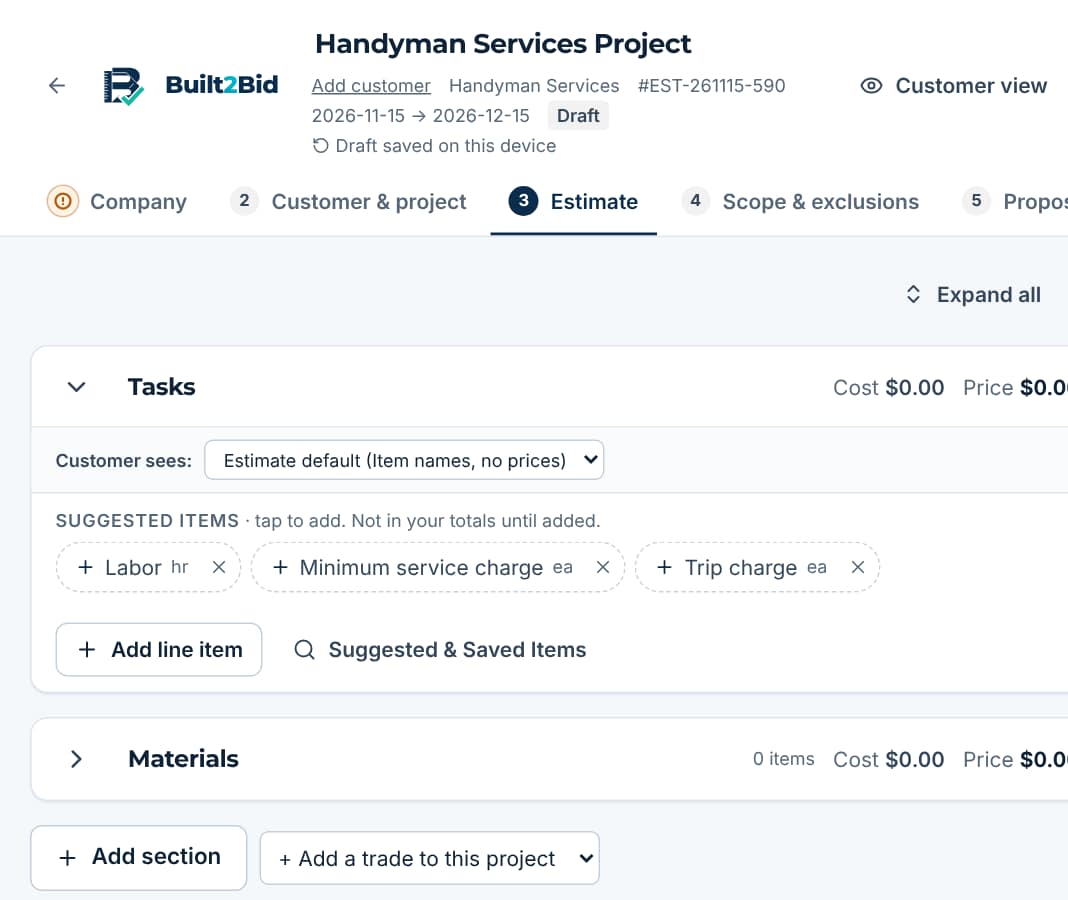 Handyman Services Project
Built2Bid
Add customer Handyman Services #EST-261115-590
Customer view
2026-11-15 → 2026-12-15 Draft
Draft saved on this device
Company 2 Customer & project 3 Estimate 4 Scope & exclusions 5 Propos
Expand all
Tasks Cost $0.00 Price $0.0
Customer sees: Estimate default (Item names, no prices)
SUGGESTED ITEMS · tap to add. Not in your totals until added.
+ Labor hr × + Minimum service charge ea × + Trip charge ea ×
+ Add line item Suggested & Saved Items
Materials 0 items Cost $0.00 Price $0.0
+ Add section + Add a trade to this project